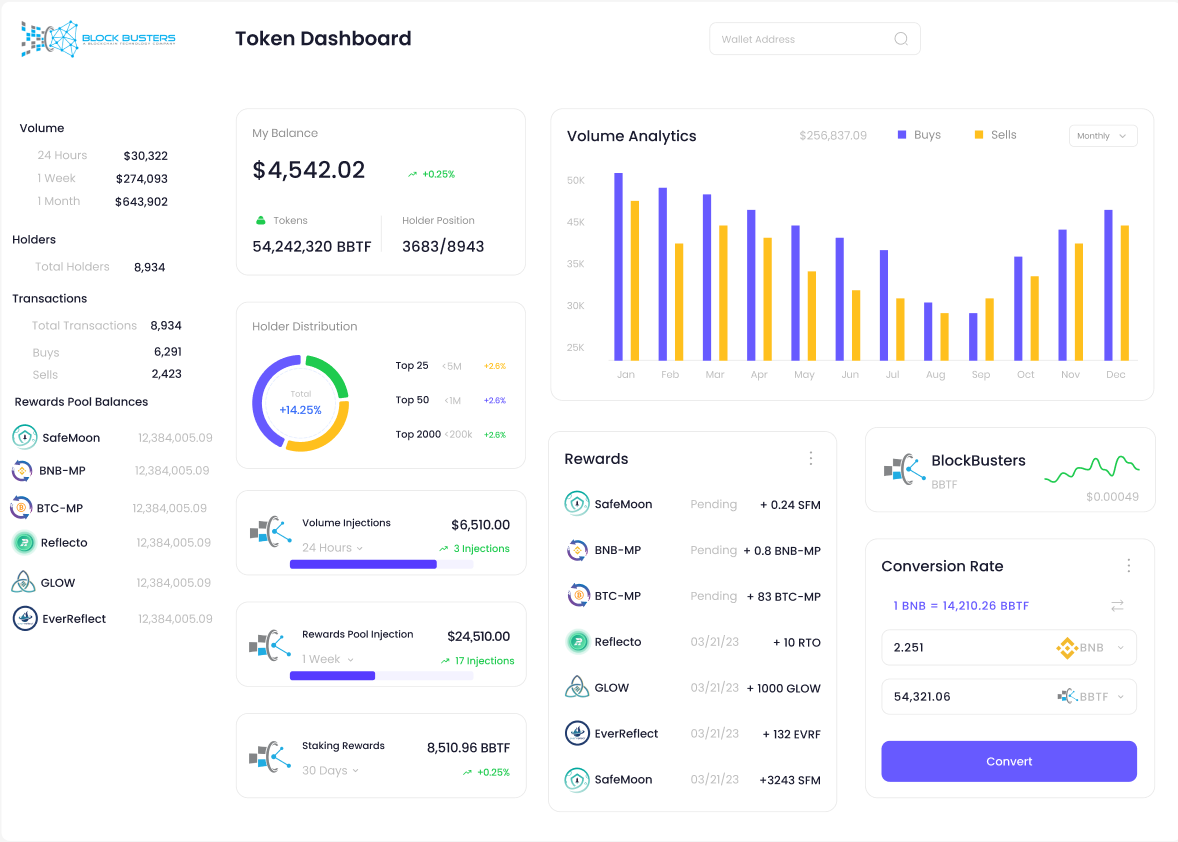 BLOCK BUSTERS
A BLOCKCHAIN TECHNOLOGY COMPANY
Token Dashboard
Wallet Address
Volume
24 Hours $30,322
1 Week $274,093
1 Month $643,902
Holders
Total Holders 8,934
Transactions
Total Transactions 8,934
Buys 6,291
Sells 2,423
Rewards Pool Balances
SafeMoon 12,384,005.09
BNB-MP 12,384,005.09
BTC-MP 12,384,005.09
Reflecto 12,384,005.09
GLOW 12,384,005.09
EverReflect 12,384,005.09
My Balance
$4,542.02 +0.25%
Tokens Holder Position
54,242,320 BBTF 3683/8943
Holder Distribution
Total
+14.25%
Top 25 <5M +2.6%
Top 50 <1M +2.6%
Top 2000 <200k +2.6%
Volume Injections $6,510.00
24 Hours 3 Injections
Rewards Pool Injection $24,510.00
1 Week 17 Injections
Staking Rewards 8,510.96 BBTF
30 Days +0.25%
Volume Analytics $256,837.09 Buys Sells Monthly
50K
45K
35K
30K
25K
Jan Feb Mar Apr May Jun Jul Aug Sep Oct Nov Dec
Rewards
SafeMoon Pending + 0.24 SFM
BNB-MP Pending + 0.8 BNB-MP
BTC-MP Pending + 83 BTC-MP
Reflecto 03/21/23 + 10 RTO
GLOW 03/21/23 + 1000 GLOW
EverReflect 03/21/23 + 132 EVRF
SafeMoon 03/21/23 +3243 SFM
BlockBusters
BBTF
$0.00049
Conversion Rate
1 BNB = 14,210.26 BBTF
2.251 BNB
54,321.06 BBTF
Convert